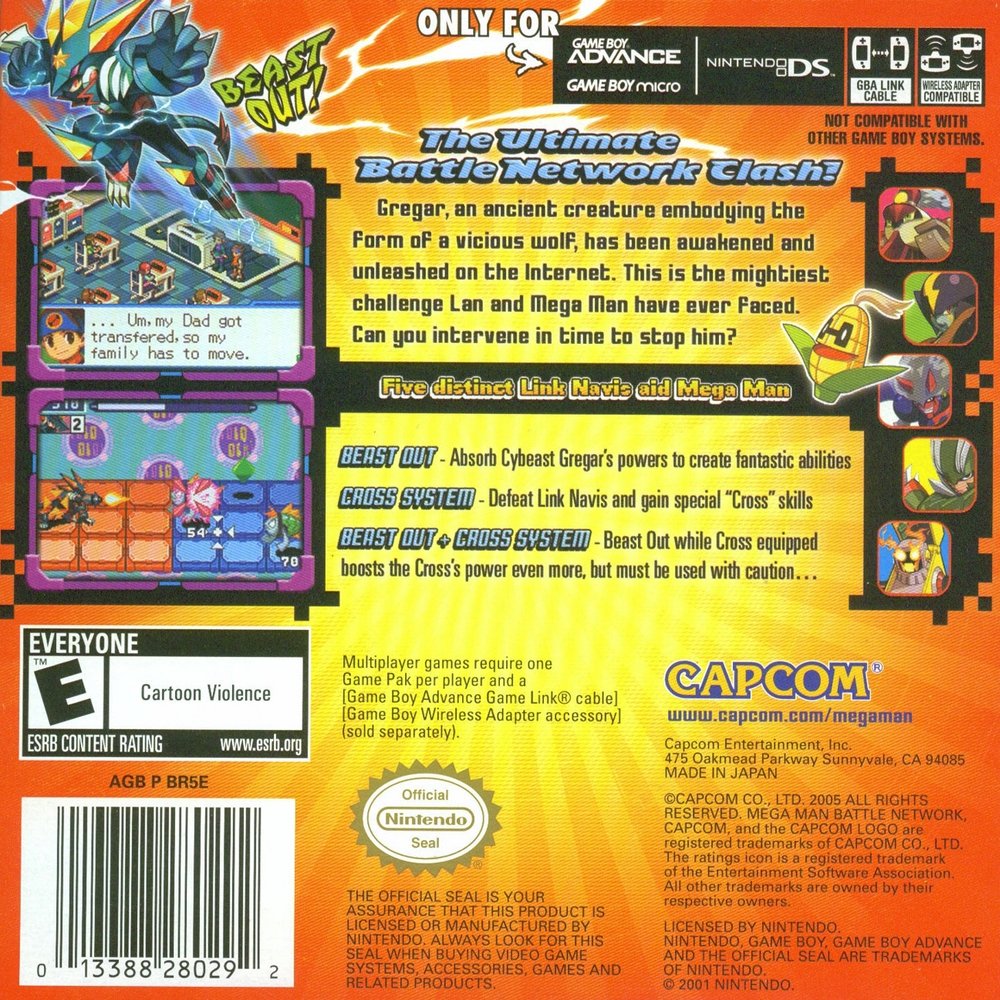 ONLY FOR
GAME BOY
ADVANCE
GAME BOY micro
NINTENDO DS™
GBA LINK
CABLE
WIRELESS ADAPTER
COMPATIBLE
NOT COMPATIBLE WITH
OTHER GAME BOY SYSTEMS.
BEAST
OUT!
The Ultimate
Battle Network Clash!
Gregar, an ancient creature embodying the
form of a vicious wolf, has been awakened and
unleashed on the Internet. This is the mightiest
challenge Lan and Mega Man have ever faced.
Can you intervene in time to stop him?
... Um, my Dad got
transfered, so my
family has to move.
Five distinct Link Navis aid Mega Man
2
54
70
BEAST OUT - Absorb Cybeast Gregar's powers to create fantastic abilities
CROSS SYSTEM - Defeat Link Navis and gain special "Cross" skills
BEAST OUT + CROSS SYSTEM - Beast Out while Cross equipped
boosts the Cross's power even more, but must be used with caution...
EVERYONE
E™
Cartoon Violence
ESRB CONTENT RATING www.esrb.org
AGB P BR5E
0 13388 28029 2
Multiplayer games require one
Game Pak per player and a
[Game Boy Advance Game Link® cable]
[Game Boy Wireless Adapter accessory]
(sold separately).
Official
Nintendo
Seal
®
THE OFFICIAL SEAL IS YOUR
ASSURANCE THAT THIS PRODUCT IS
LICENSED OR MANUFACTURED BY
NINTENDO. ALWAYS LOOK FOR THIS
SEAL WHEN BUYING VIDEO GAME
SYSTEMS, ACCESSORIES, GAMES AND
RELATED PRODUCTS.
CAPCOM®
www.capcom.com/megaman
Capcom Entertainment, Inc.
475 Oakmead Parkway Sunnyvale, CA 94085
MADE IN JAPAN
©CAPCOM CO., LTD. 2005 ALL RIGHTS
RESERVED. MEGA MAN BATTLE NETWORK,
CAPCOM, and the CAPCOM LOGO are
registered trademarks of CAPCOM CO., LTD.
The ratings icon is a registered trademark
of the Entertainment Software Association.
All other trademarks are owned by their
respective owners.
LICENSED BY NINTENDO.
NINTENDO, GAME BOY, GAME BOY ADVANCE
AND THE OFFICIAL SEAL ARE TRADEMARKS
OF NINTENDO.
© 2001 NINTENDO.